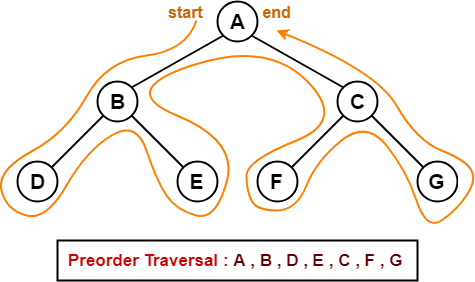 start A end
B C
D E F G
Preorder Traversal : A , B , D , E , C , F , G